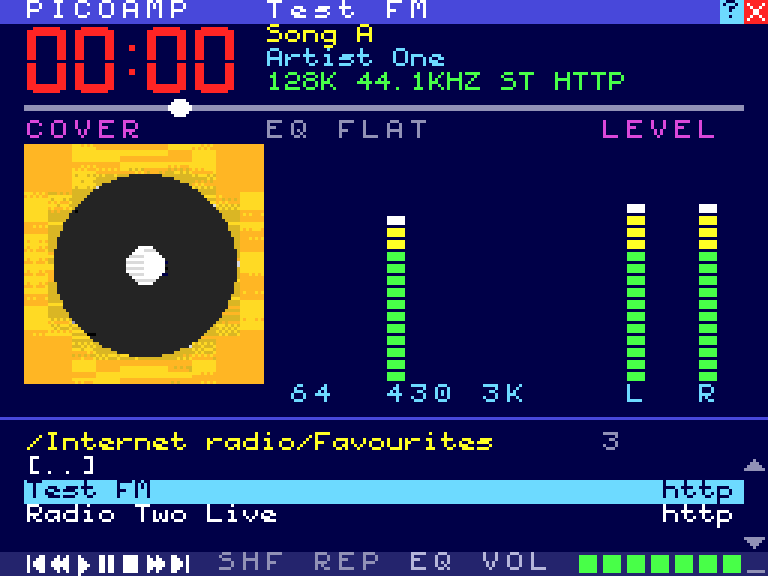 PICOAMP Test FM ?
00:00
Song A
Artist One
128K 44.1KHZ ST HTTP
COVER EQ FLAT LEVEL
64 430 3K L R
/Internet radio/Favourites 3
[..]
Test FM http
Radio Two Live http
SHF REP EQ VOL